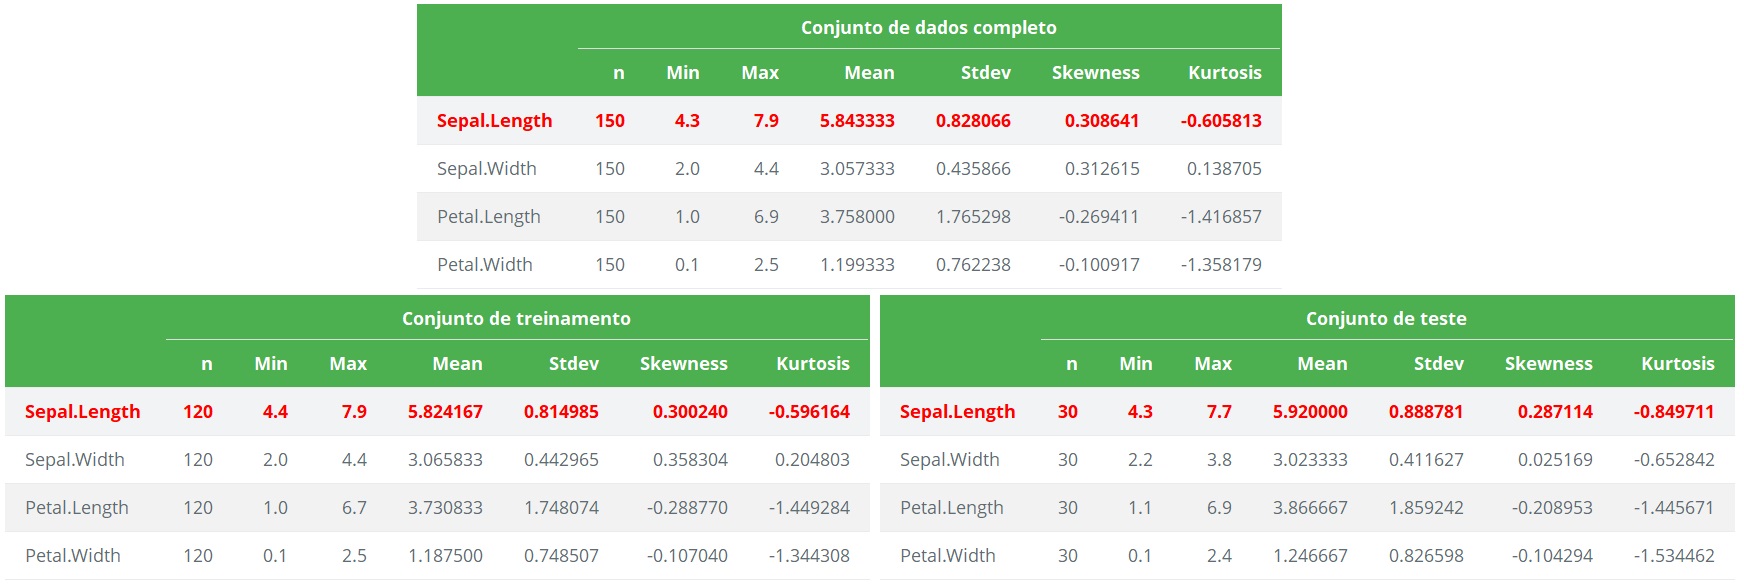 Conjunto de dados completo
n Min Max Mean Stdev Skewness Kurtosis
Sepal.Length 150 4.3 7.9 5.843333 0.828066 0.308641 -0.605813
Sepal.Width 150 2.0 4.4 3.057333 0.435866 0.312615 0.138705
Petal.Length 150 1.0 6.9 3.758000 1.765298 -0.269411 -1.416857
Petal.Width 150 0.1 2.5 1.199333 0.762238 -0.100917 -1.358179
Conjunto de treinamento
n Min Max Mean Stdev Skewness Kurtosis
Sepal.Length 120 4.4 7.9 5.824167 0.814985 0.300240 -0.596164
Sepal.Width 120 2.0 4.4 3.065833 0.442965 0.358304 0.204803
Petal.Length 120 1.0 6.7 3.730833 1.748074 -0.288770 -1.449284
Petal.Width 120 0.1 2.5 1.187500 0.748507 -0.107040 -1.344308
Conjunto de teste
n Min Max Mean Stdev Skewness Kurtosis
Sepal.Length 30 4.3 7.7 5.920000 0.888781 0.287114 -0.849711
Sepal.Width 30 2.2 3.8 3.023333 0.411627 0.025169 -0.652842
Petal.Length 30 1.1 6.9 3.866667 1.859242 -0.208953 -1.445671
Petal.Width 30 0.1 2.4 1.246667 0.826598 -0.104294 -1.534462